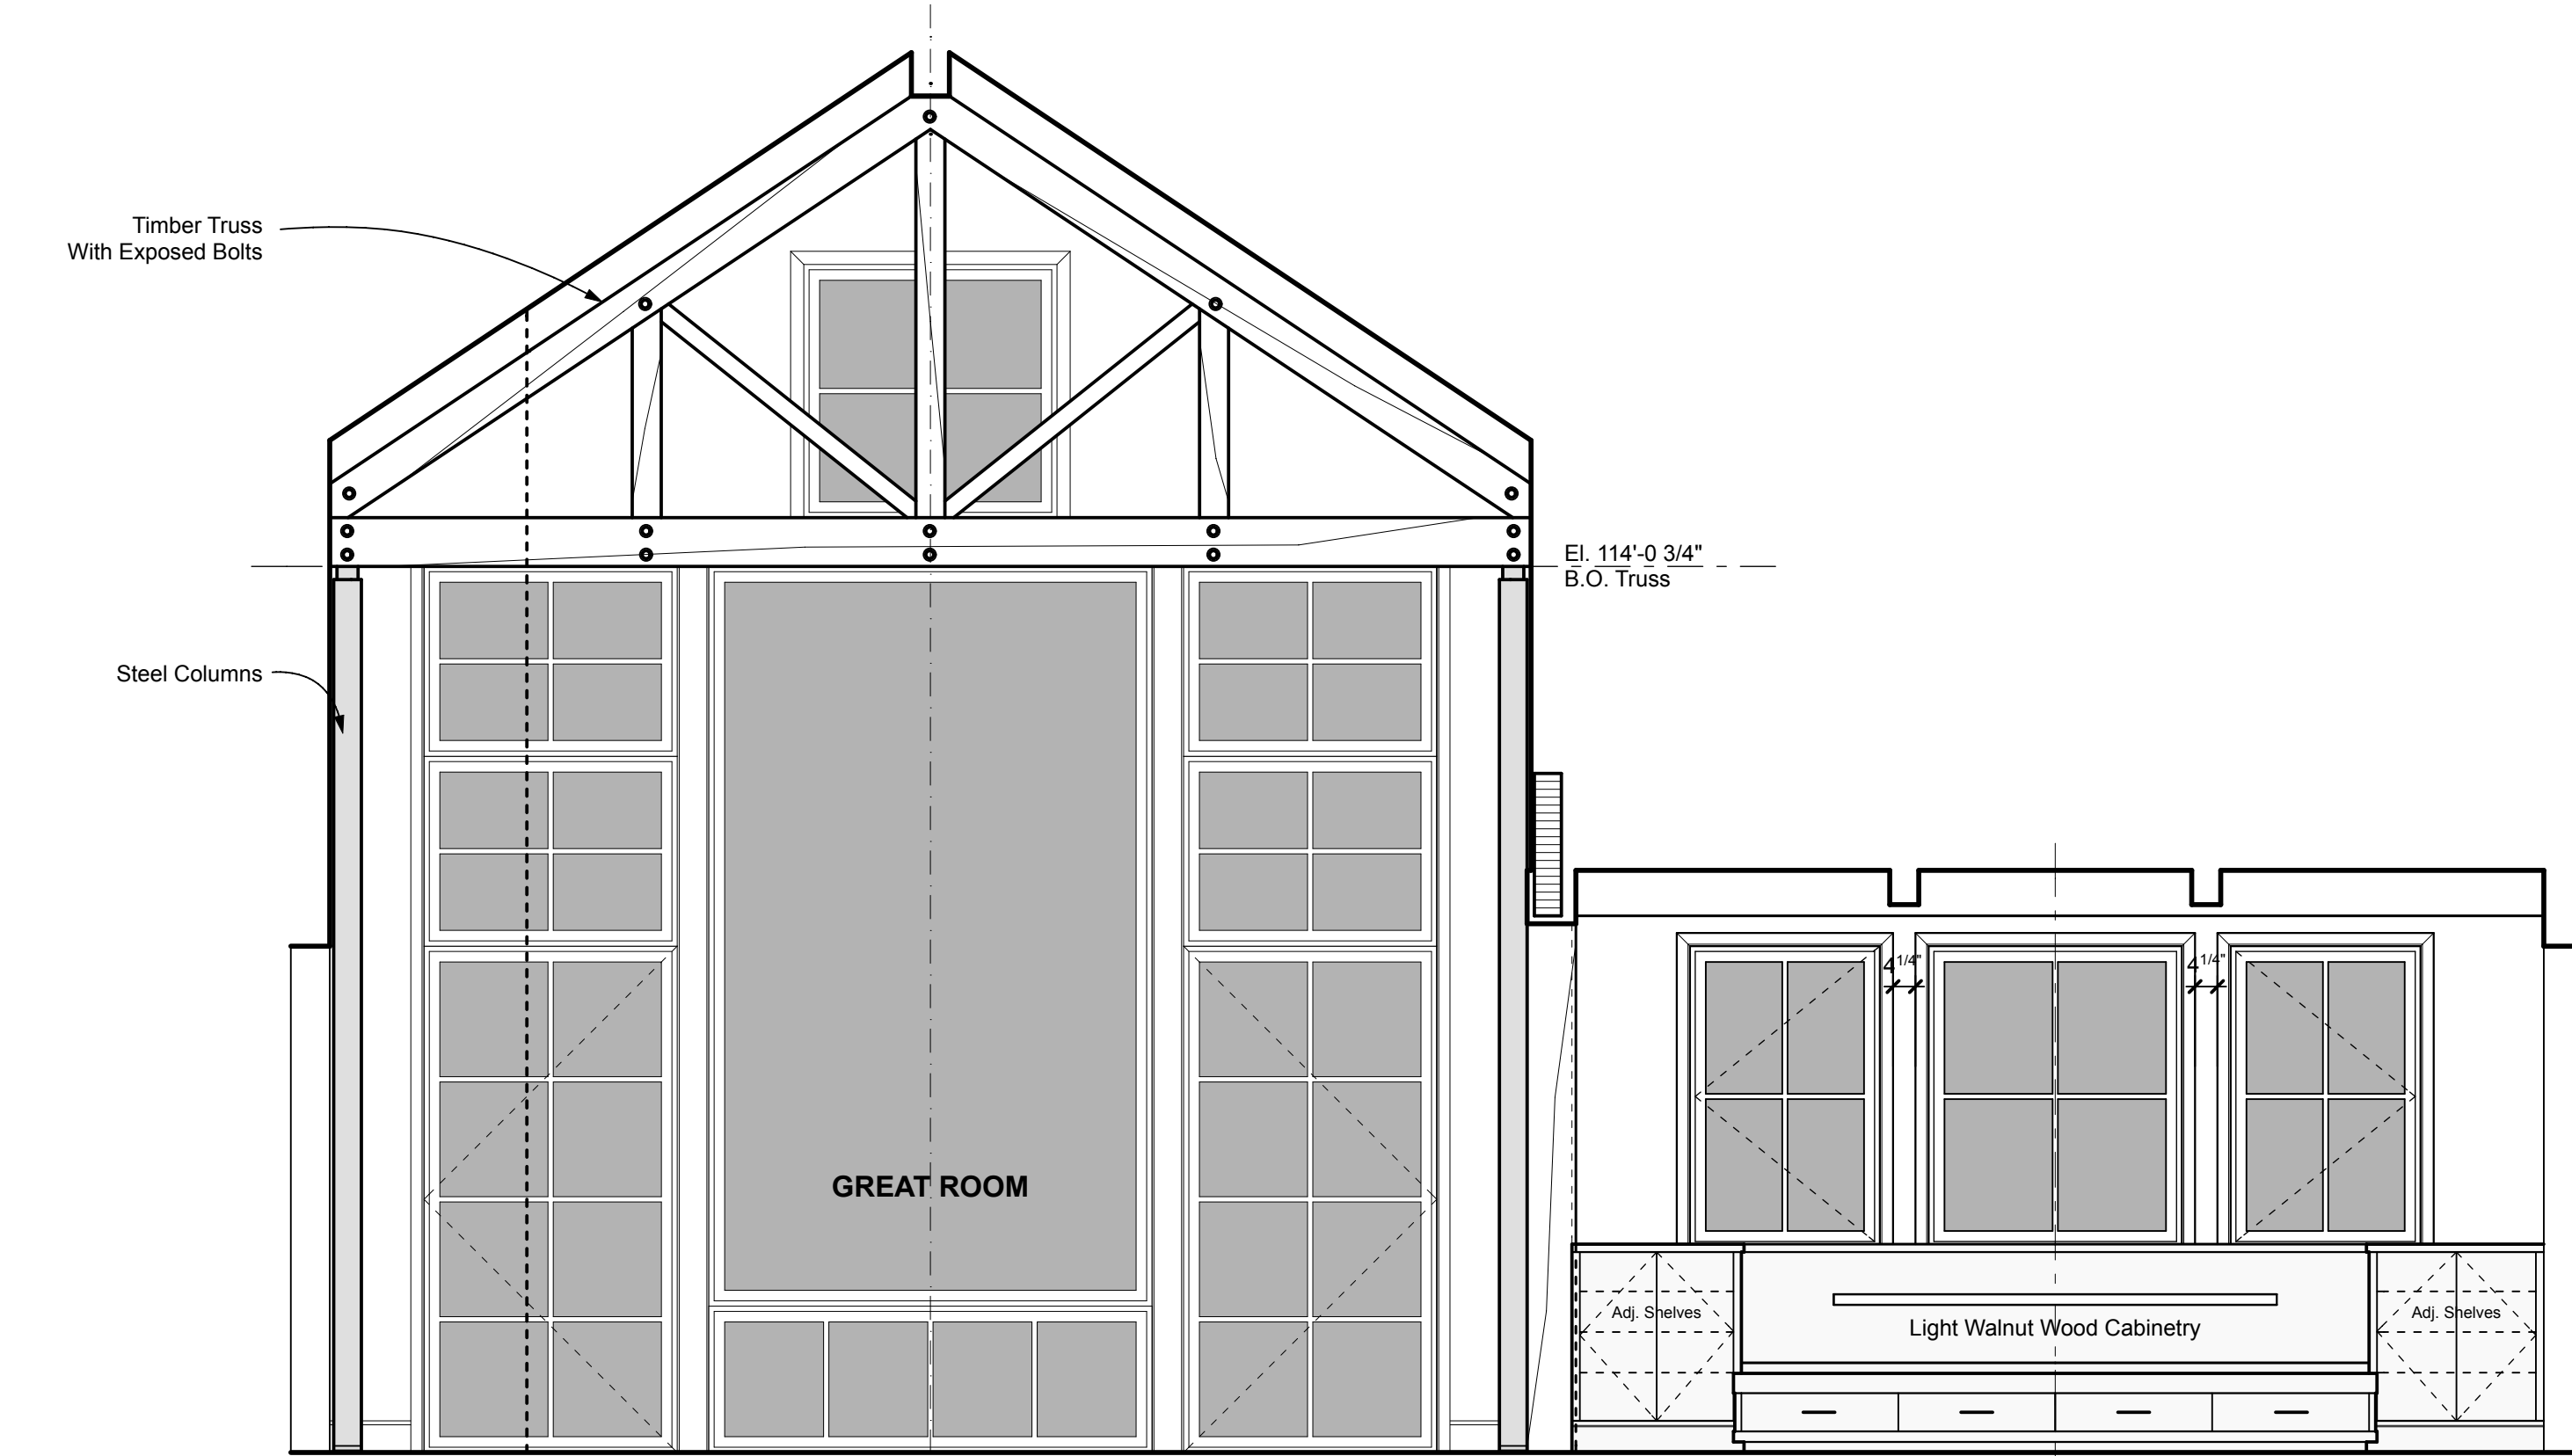 Timber Truss
With Exposed Bolts
El. 114'-0 3/4"
B.O. Truss
Steel Columns
4 1/4"
4 1/4"
GREAT ROOM
Adj. Shelves
Light Walnut Wood Cabinetry
Adj. Shelves